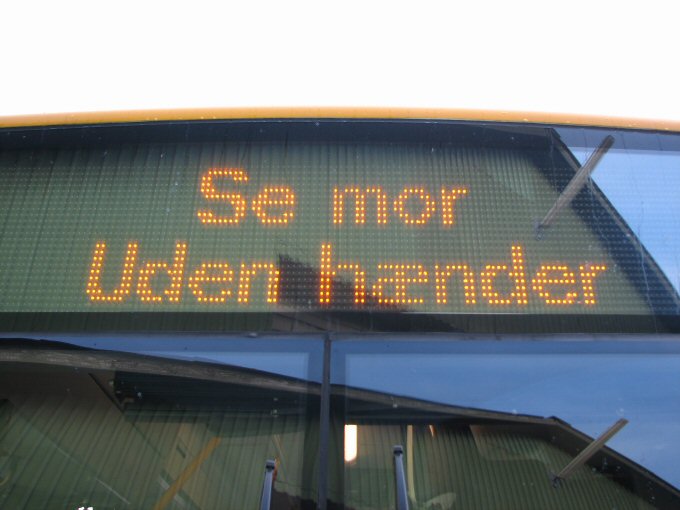 Se mor
Uden hænder